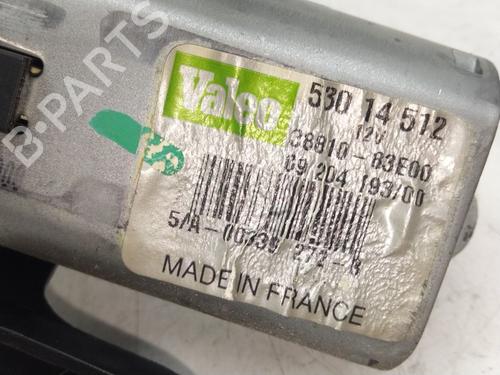 B-PARTS
Valeo
530 14 512
12V
38810-83E00
09 204 193/00
MADE IN FRANCE